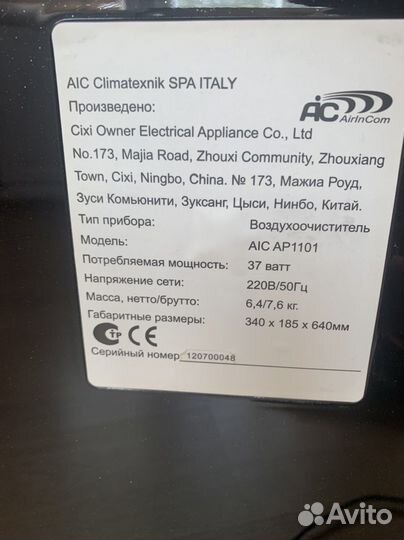 AIC Climatexnik SPA ITALY
Произведено:
AIC AirInCom
Cixi Owner Electrical Appliance Co., Ltd
No.173, Majia Road, Zhouxi Community, Zhouxiang
Town, Cixi, Ningbo, China. № 173, Мажиа Роуд,
Зуси Комьюнити, Зуксанг, Цыси, Нинбо, Китай.
Тип прибора: Воздухоочиститель
Модель: AIC AP1101
Потребляемая мощность: 37 ватт
Напряжение сети: 220В/50Гц
Масса, нетто/брутто: 6,4/7,6 кг.
Габаритные размеры: 340 x 185 x 640мм
СТР CE
Серийный номер 120700048
Avito